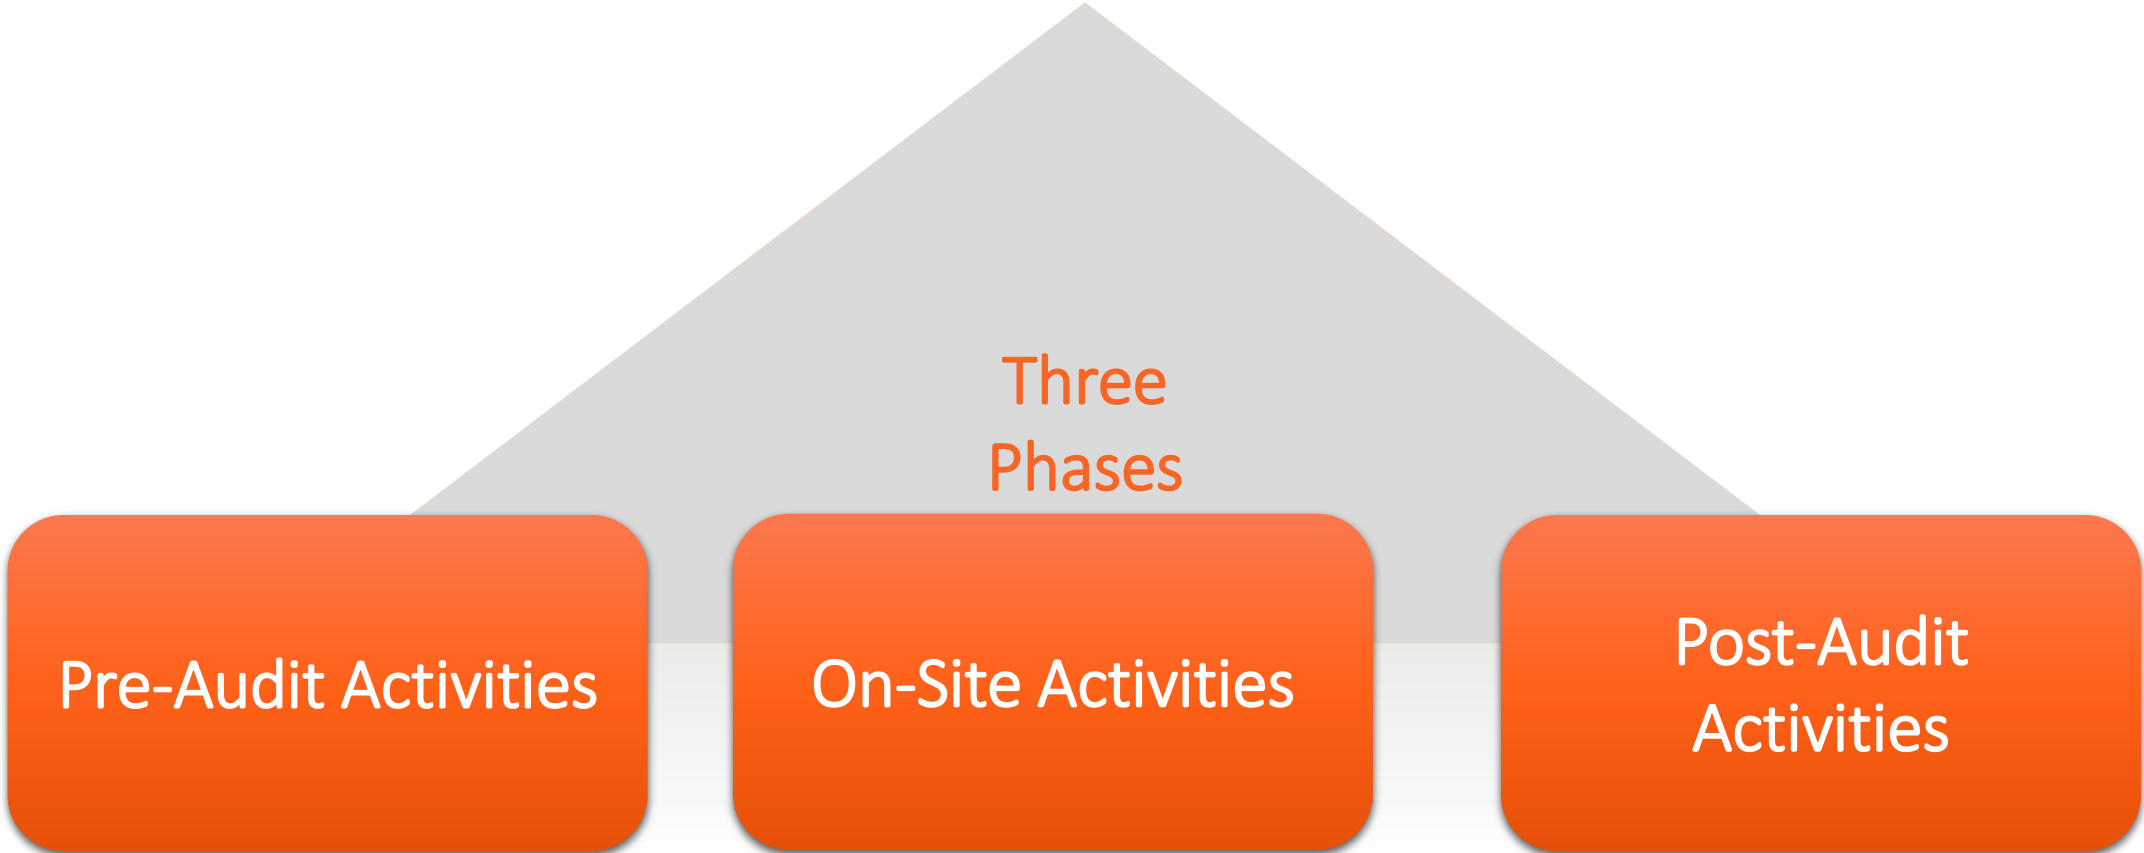 Three
Phases
Pre-Audit Activities
On-Site Activities
Post-Audit
Activities